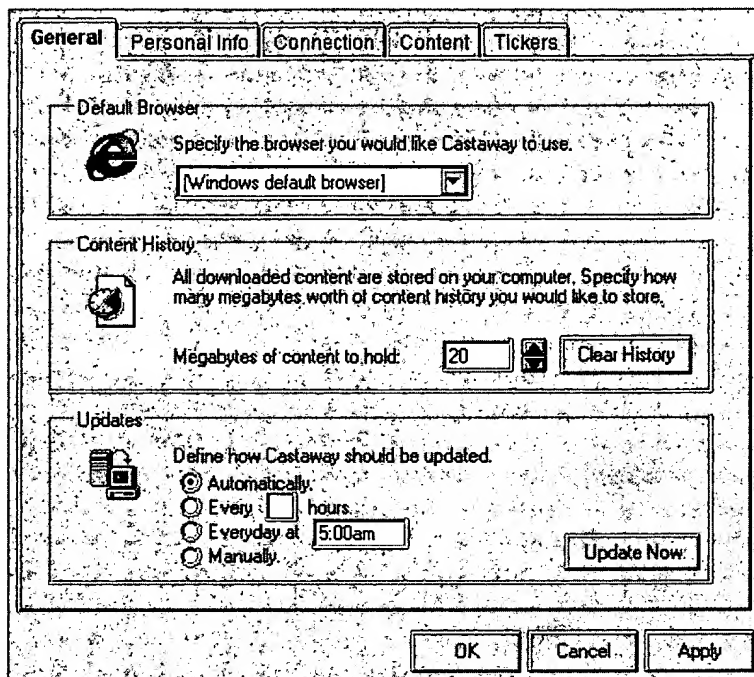 General Personal Info Connection Content Tickers
Default Browser
Specify the browser you would like Castaway to use.
[Windows default browser]
Content History
All downloaded content are stored on your computer. Specify how
many megabytes worth of content history you would like to store.
Megabytes of content to hold: 20 Clear History
Updates
Define how Castaway should be updated.
Automatically.
Every hours.
Everyday at 5:00am
Manually.
Update Now
OK Cancel Apply